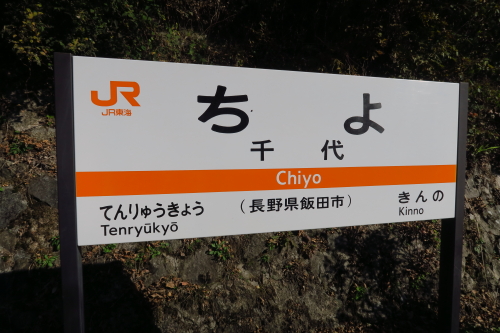 JR
JR東海
ちよ
千代
Chiyo
てんりゅうきょう
Tenryūkyō
(長野県飯田市)
きんの
Kinno